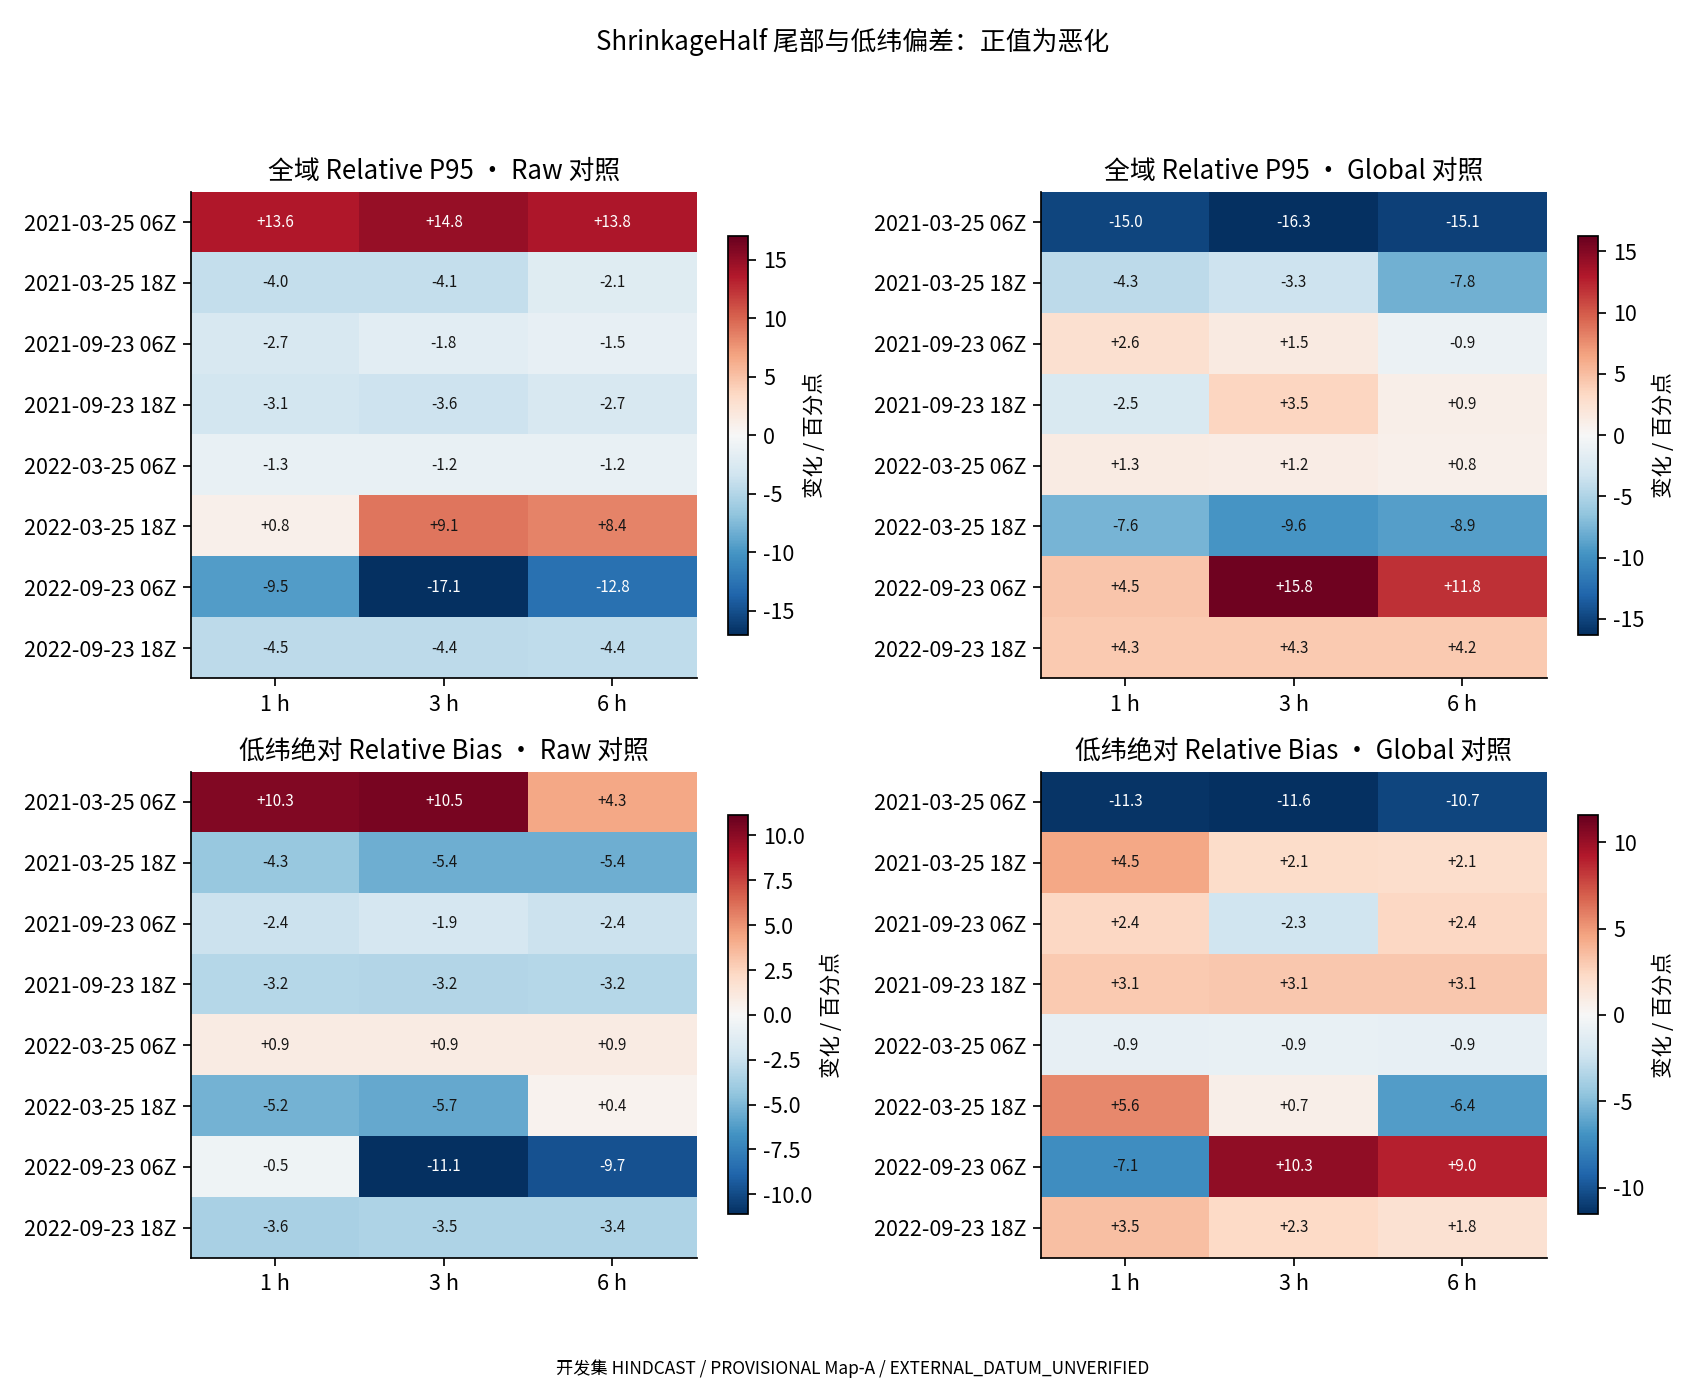 ShrinkageHalf 尾部与低纬偏差：正值为恶化
全域 Relative P95 · Raw 对照
2021-03-25 06Z +13.6 +14.8 +13.8
2021-03-25 18Z -4.0 -4.1 -2.1
2021-09-23 06Z -2.7 -1.8 -1.5
2021-09-23 18Z -3.1 -3.6 -2.7
2022-03-25 06Z -1.3 -1.2 -1.2
2022-03-25 18Z +0.8 +9.1 +8.4
2022-09-23 06Z -9.5 -17.1 -12.8
2022-09-23 18Z -4.5 -4.4 -4.4
1 h 3 h 6 h
15
10
5
0
-5
-10
-15
变化 / 百分点
全域 Relative P95 · Global 对照
2021-03-25 06Z -15.0 -16.3 -15.1
2021-03-25 18Z -4.3 -3.3 -7.8
2021-09-23 06Z +2.6 +1.5 -0.9
2021-09-23 18Z -2.5 +3.5 +0.9
2022-03-25 06Z +1.3 +1.2 +0.8
2022-03-25 18Z -7.6 -9.6 -8.9
2022-09-23 06Z +4.5 +15.8 +11.8
2022-09-23 18Z +4.3 +4.3 +4.2
1 h 3 h 6 h
15
10
5
0
-5
-10
-15
变化 / 百分点
低纬绝对 Relative Bias · Raw 对照
2021-03-25 06Z +10.3 +10.5 +4.3
2021-03-25 18Z -4.3 -5.4 -5.4
2021-09-23 06Z -2.4 -1.9 -2.4
2021-09-23 18Z -3.2 -3.2 -3.2
2022-03-25 06Z +0.9 +0.9 +0.9
2022-03-25 18Z -5.2 -5.7 +0.4
2022-09-23 06Z -0.5 -11.1 -9.7
2022-09-23 18Z -3.6 -3.5 -3.4
1 h 3 h 6 h
10.0
7.5
5.0
2.5
0.0
-2.5
-5.0
-7.5
-10.0
变化 / 百分点
低纬绝对 Relative Bias · Global 对照
2021-03-25 06Z -11.3 -11.6 -10.7
2021-03-25 18Z +4.5 +2.1 +2.1
2021-09-23 06Z +2.4 -2.3 +2.4
2021-09-23 18Z +3.1 +3.1 +3.1
2022-03-25 06Z -0.9 -0.9 -0.9
2022-03-25 18Z +5.6 +0.7 -6.4
2022-09-23 06Z -7.1 +10.3 +9.0
2022-09-23 18Z +3.5 +2.3 +1.8
1 h 3 h 6 h
10
5
0
-5
-10
变化 / 百分点
开发集 HINDCAST / PROVISIONAL Map-A / EXTERNAL_DATUM_UNVERIFIED